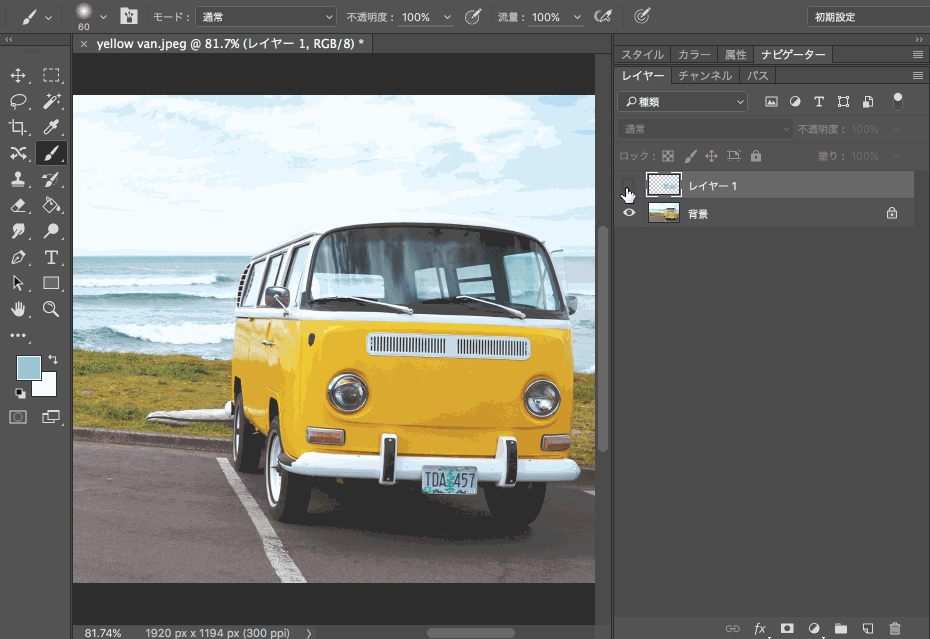 60
モード： 通常
不透明度： 100%
流量： 100%
初期設定
× yellow van.jpeg @ 81.7% (レイヤー 1, RGB/8) *
スタイル カラー 属性 ナビゲーター
レイヤー チャンネル パス
種類
T
通常 不透明度： 100%
ロック： 塗り： 100%
レイヤー 1
背景
TDA 457
81.74% 1920 px x 1194 px (300 ppi)
fx